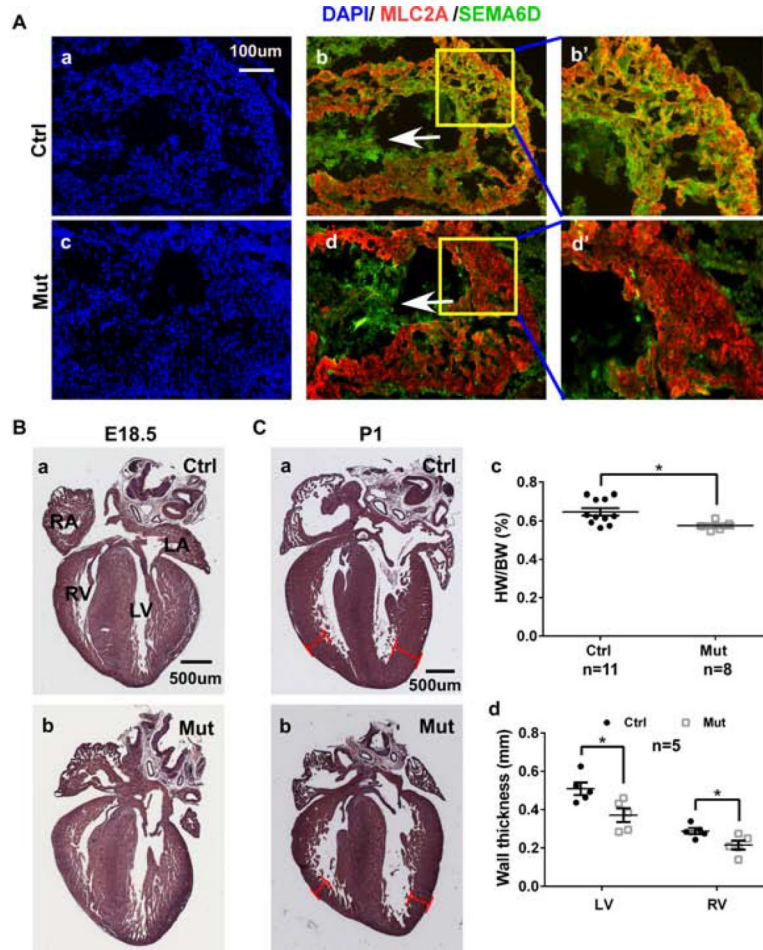 DAPI/ MLC2A /SEMA6D
A
a
100um
b
b'
Ctrl
c
d
d'
Mut
B
E18.5
a
Ctrl
RA
LA
RV
LV
500um
b
Mut
C
P1
a
Ctrl
500um
b
Mut
c
*
0.8
0.6
0.4
0.2
0.0
HW/BW (%)
Ctrl
Mut
n=11
n=8
d
Ctrl
Mut
n=5
*
*
0.8
0.6
0.4
0.2
0.0
Wall thickness (mm)
LV
RV